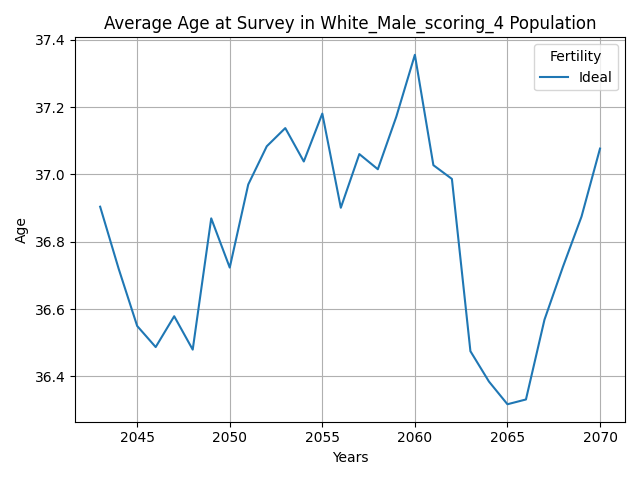 Average Age at Survey in White_Male_scoring_4 Population
37.4
37.2
37.0
36.8
36.6
36.4
Age
Fertility
Ideal
2045 2050 2055 2060 2065 2070
Years